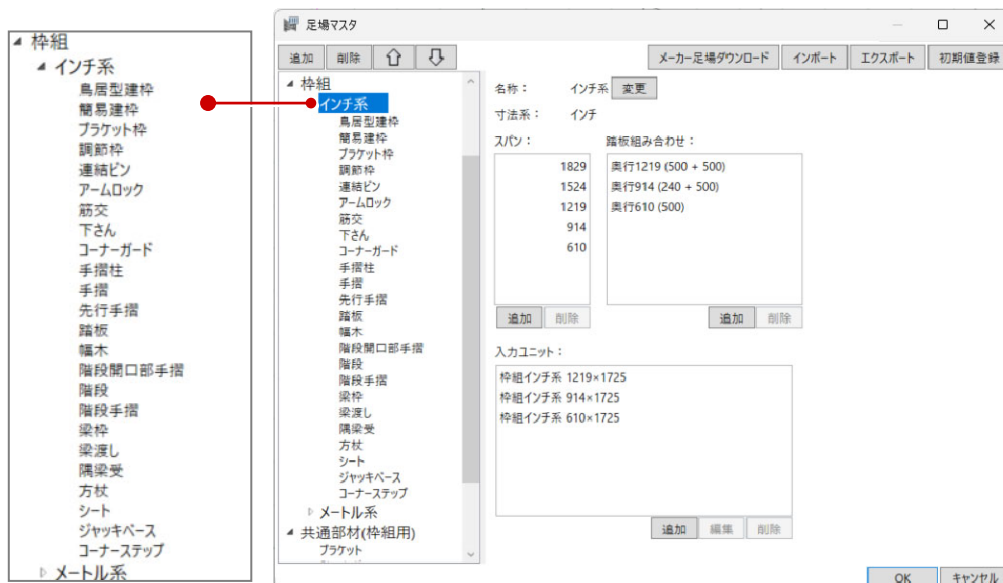 枠組
インチ系
鳥居型建枠
簡易建枠
ブラケット枠
調節枠
連結ピン
アームロック
筋交
下さん
コーナーガード
手摺柱
手摺
先行手摺
踏板
幅木
階段開口部手摺
階段
階段手摺
梁枠
梁渡し
隅梁受
方杖
シート
ジャッキベース
コーナーステップ
メートル系
足場マスタ
追加 削除 メーカー足場ダウンロード インポート エクスポート 初期値登録
枠組
インチ系
鳥居型建枠
簡易建枠
ブラケット枠
調節枠
連結ピン
アームロック
筋交
下さん
コーナーガード
手摺柱
手摺
先行手摺
踏板
幅木
階段開口部手摺
階段
階段手摺
梁枠
梁渡し
隅梁受
方杖
シート
ジャッキベース
コーナーステップ
メートル系
共通部材(枠組用)
ブラケット
名称： インチ系 変更
寸法系： インチ
スパン： 踏板組み合わせ：
1829
1524
1219
914
610
奥行1219 (500 + 500)
奥行914 (240 + 500)
奥行610 (500)
追加 削除 追加 削除
入力ユニット：
枠組インチ系 1219×1725
枠組インチ系 914×1725
枠組インチ系 610×1725
追加 編集 削除
OK キャンセル